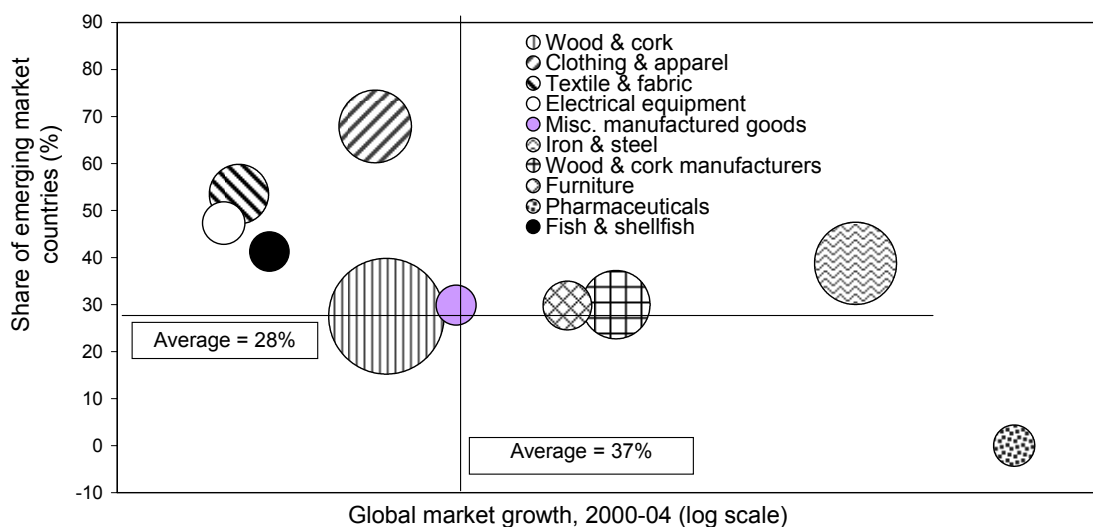 Share of emerging market
countries (%)
90
80
70
60
50
40
30
20
10
0
-10
Wood & cork
Clothing & apparel
Textile & fabric
Electrical equipment
Misc. manufactured goods
Iron & steel
Wood & cork manufacturers
Furniture
Pharmaceuticals
Fish & shellfish
Average = 28%
Average = 37%
Global market growth, 2000-04 (log scale)